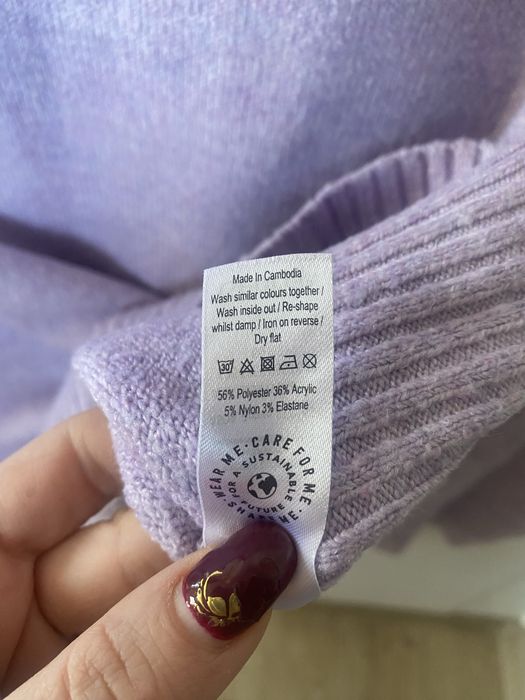 Made In Cambodia
Wash similar colours together /
Wash inside out / Re-shape
whilst damp / Iron on reverse /
Dry flat
30
56% Polyester 36% Acrylic
5% Nylon 3% Elastane
WEAR ME · CARE FOR ME · SHARE ME
FOR A SUSTAINABLE FUTURE